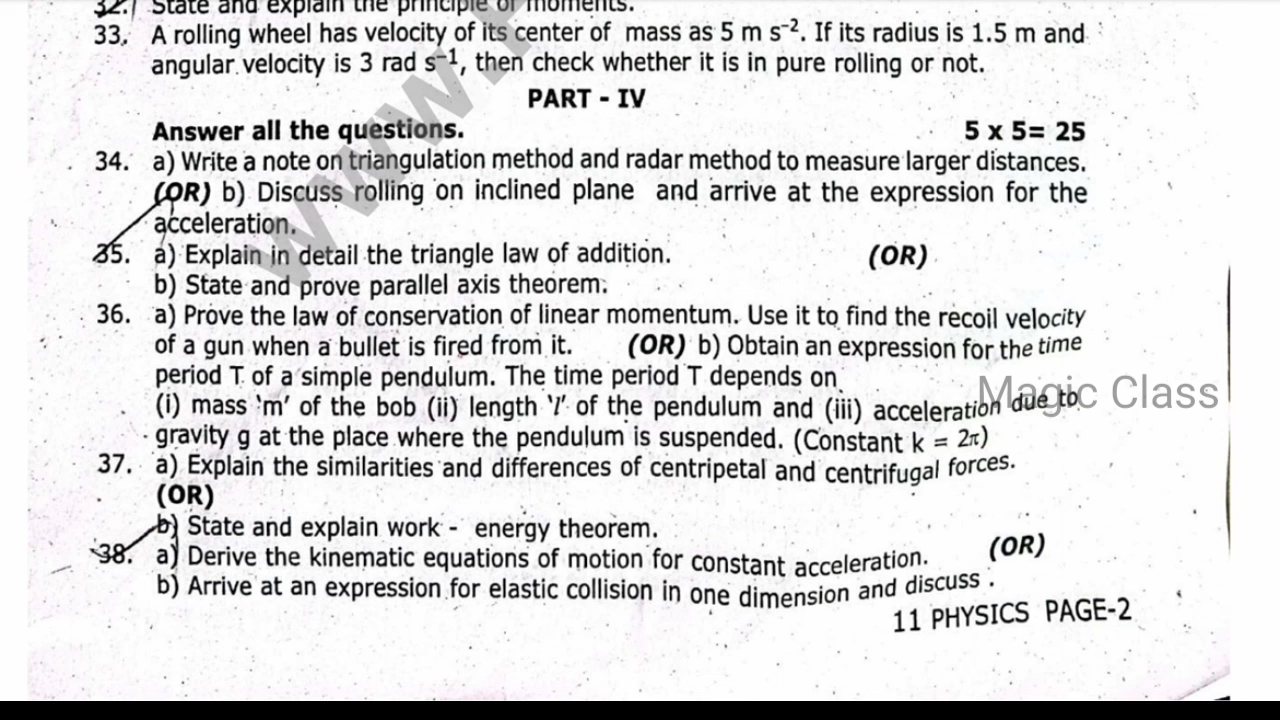 32. State and explain the principle of moments.
33. A rolling wheel has velocity of its center of mass as 5 m s⁻². If its radius is 1.5 m and
angular velocity is 3 rad s⁻¹, then check whether it is in pure rolling or not.
PART - IV
Answer all the questions. 5 x 5= 25
34. a) Write a note on triangulation method and radar method to measure larger distances.
(OR) b) Discuss rolling on inclined plane and arrive at the expression for the
acceleration.
35. a) Explain in detail the triangle law of addition. (OR)
b) State and prove parallel axis theorem.
36. a) Prove the law of conservation of linear momentum. Use it to find the recoil velocity
of a gun when a bullet is fired from it. (OR) b) Obtain an expression for the time
period T of a simple pendulum. The time period T depends on
(i) mass 'm' of the bob (ii) length 'l' of the pendulum and (iii) acceleration due to
Magic Class
gravity g at the place where the pendulum is suspended. (Constant k = 2π)
37. a) Explain the similarities and differences of centripetal and centrifugal forces.
(OR)
b) State and explain work - energy theorem.
38. a) Derive the kinematic equations of motion for constant acceleration. (OR)
b) Arrive at an expression for elastic collision in one dimension and discuss .
11 PHYSICS PAGE-2